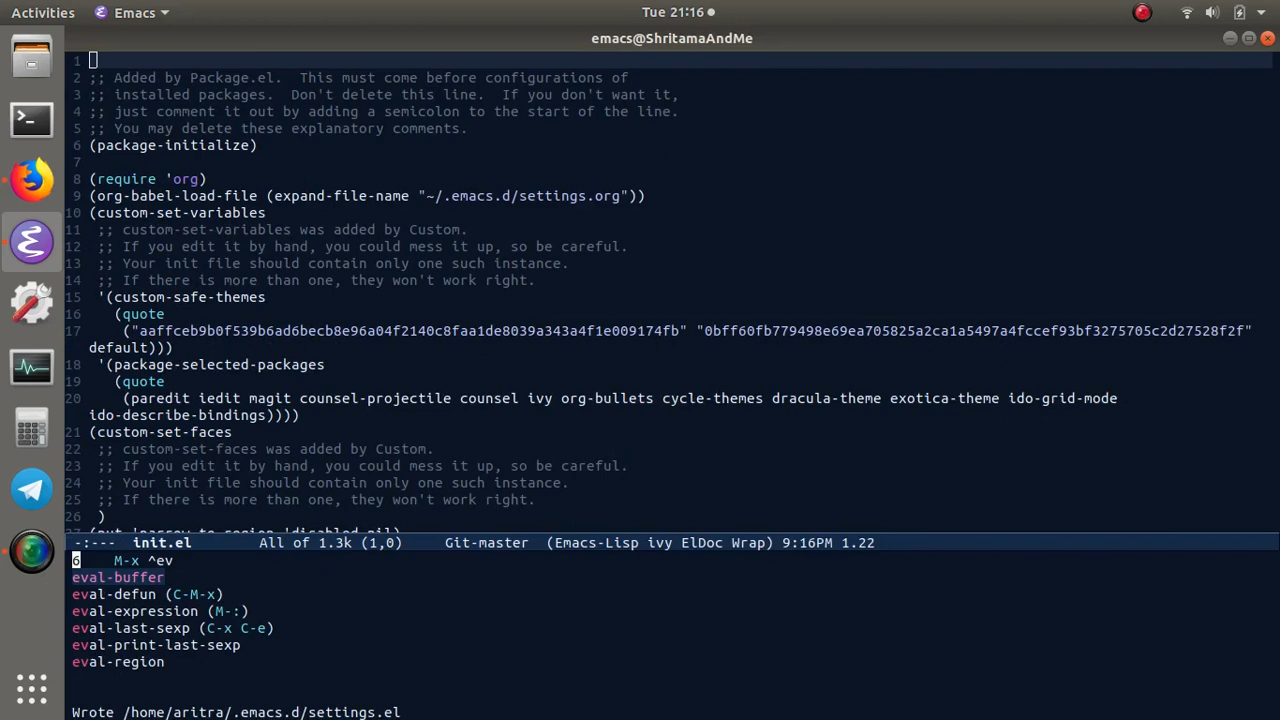 Activities Emacs Tue 21:16
emacs@ShritamaAndMe
1
2 ;; Added by Package.el.  This must come before configurations of
3 ;; installed packages.  Don't delete this line.  If you don't want it,
4 ;; just comment it out by adding a semicolon to the start of the line.
5 ;; You may delete these explanatory comments.
6 (package-initialize)
7
8 (require 'org)
9 (org-babel-load-file (expand-file-name "~/.emacs.d/settings.org"))
10 (custom-set-variables
11  ;; custom-set-variables was added by Custom.
12  ;; If you edit it by hand, you could mess it up, so be careful.
13  ;; Your init file should contain only one such instance.
14  ;; If there is more than one, they won't work right.
15  '(custom-safe-themes
16    (quote
17     ("aaffceb9b0f539b6ad6becb8e96a04f2140c8faa1de8039a343a4f1e009174fb" "0bff60fb779498e69ea705825a2ca1a5497a4fccef93bf3275705c2d27528f2f"
default)))
18  '(package-selected-packages
19    (quote
20     (paredit iedit magit counsel-projectile counsel ivy org-bullets cycle-themes dracula-theme exotica-theme ido-grid-mode
ido-describe-bindings))))
21 (custom-set-faces
22  ;; custom-set-faces was added by Custom.
23  ;; If you edit it by hand, you could mess it up, so be careful.
24  ;; Your init file should contain only one such instance.
25  ;; If there is more than one, they won't work right.
26  )
27 (put 'narrow-to-region 'disabled nil)
-:--- init.el All of 1.3k (1,0) Git-master (Emacs-Lisp ivy ElDoc Wrap) 9:16PM 1.22
6 M-x ^ev
eval-buffer
eval-defun (C-M-x)
eval-expression (M-:)
eval-last-sexp (C-x C-e)
eval-print-last-sexp
eval-region
Wrote /home/aritra/.emacs.d/settings.el